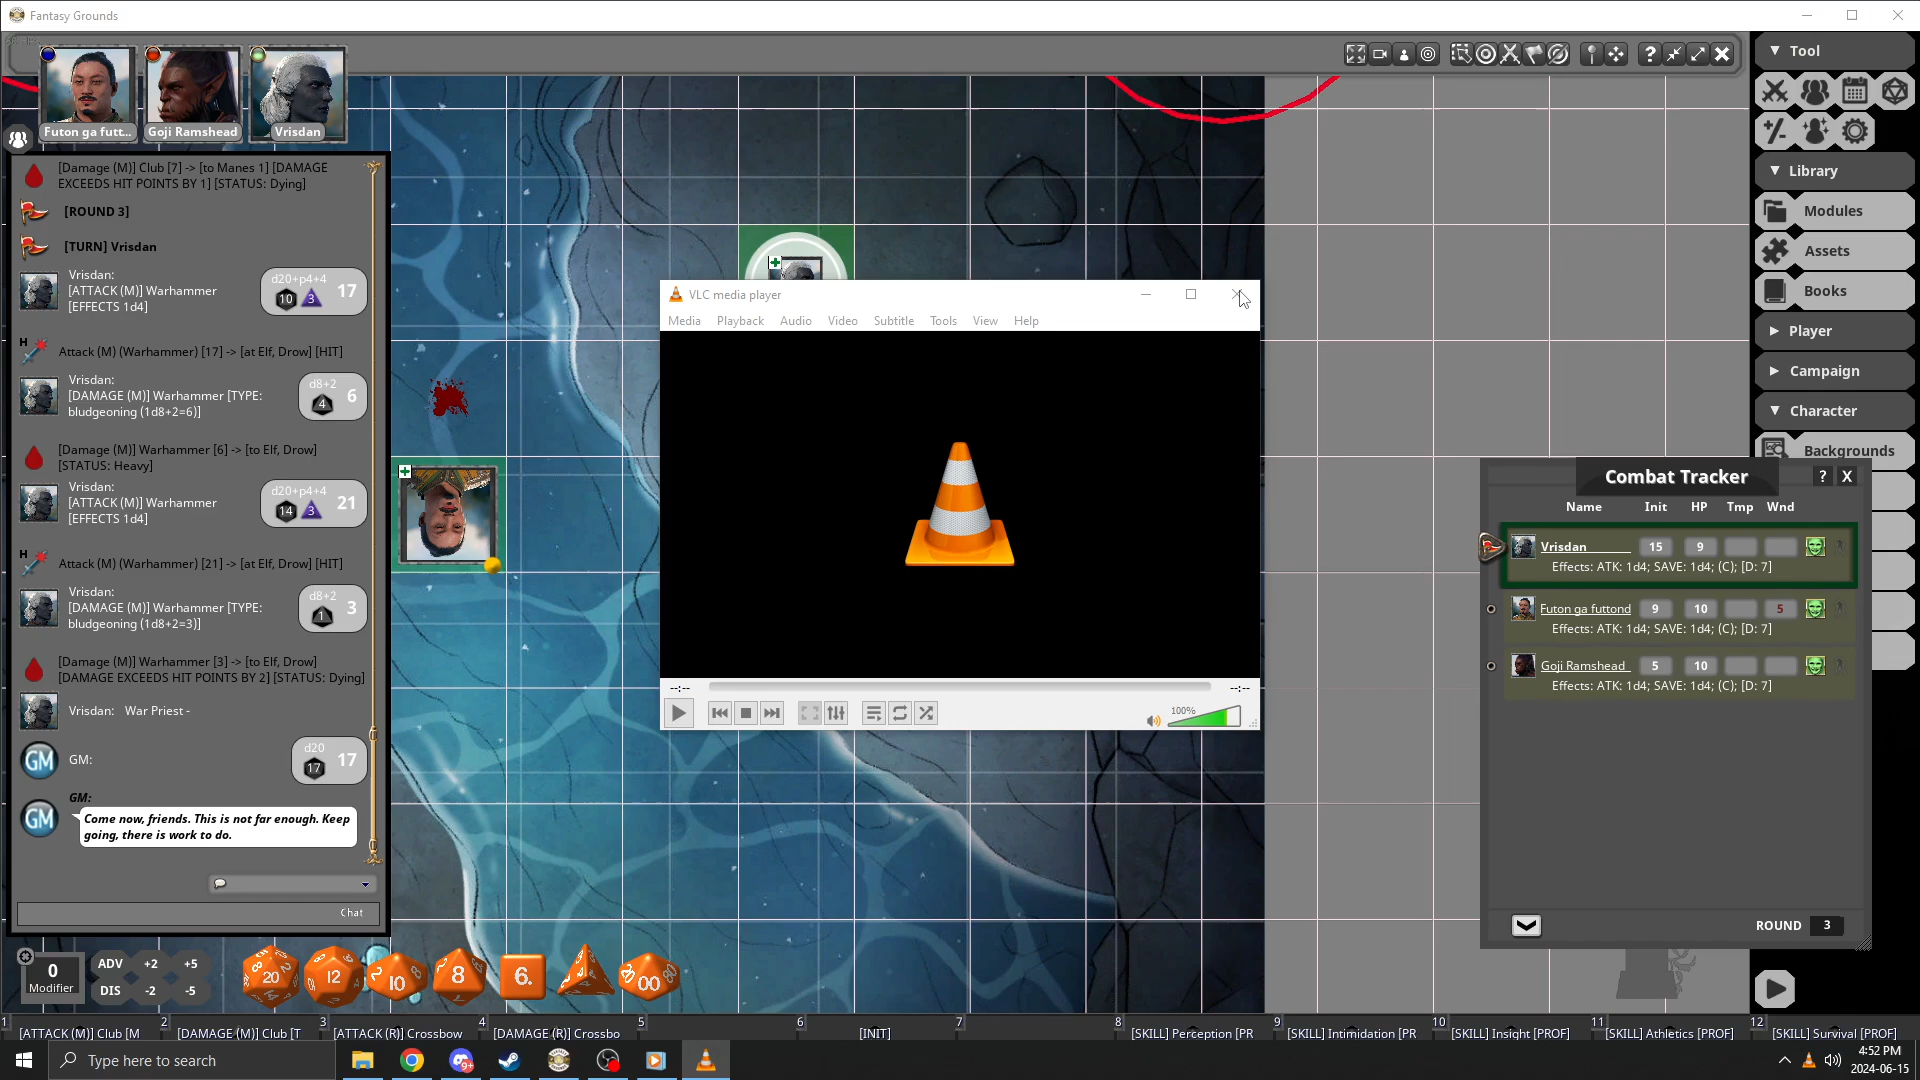 Fantasy Grounds
Futon ga futt...
Goji Ramshead
Vrisdan
[Damage (M)] Club [7] -> [to Manes 1] [DAMAGE
EXCEEDS HIT POINTS BY 1] [STATUS: Dying]
[ROUND 3]
[TURN] Vrisdan
Vrisdan:
[ATTACK (M)] Warhammer
[EFFECTS 1d4]
d20+p4+4
10 3 17
Attack (M) (Warhammer) [17] -> [at Elf, Drow] [HIT]
Vrisdan:
[DAMAGE (M)] Warhammer [TYPE:
bludgeoning (1d8+2=6)]
d8+2
4 6
[Damage (M)] Warhammer [6] -> [to Elf, Drow]
[STATUS: Heavy]
Vrisdan:
[ATTACK (M)] Warhammer
[EFFECTS 1d4]
d20+p4+4
14 3 21
Attack (M) (Warhammer) [21] -> [at Elf, Drow] [HIT]
Vrisdan:
[DAMAGE (M)] Warhammer [TYPE:
bludgeoning (1d8+2=3)]
d8+2
1 3
[Damage (M)] Warhammer [3] -> [to Elf, Drow]
[DAMAGE EXCEEDS HIT POINTS BY 2] [STATUS: Dying]
Vrisdan: War Priest -
GM
GM:
d20
17 17
GM:
GM
Come now, friends. This is not far enough. Keep
going, there is work to do.
Chat
0
Modifier
ADV +2 +5
DIS -2 -5
20 12 10 8 6. 00
VLC media player
Media Playback Audio Video Subtitle Tools View Help
--:-- --:--
100%
Tool
Library
Modules
Assets
Books
Player
Campaign
Character
Backgrounds
Combat Tracker
? X
Name Init HP Tmp Wnd
Vrisdan 15 9
Effects: ATK: 1d4; SAVE: 1d4; (C); [D: 7]
Futon ga futtond 9 10 5
Effects: ATK: 1d4; SAVE: 1d4; (C); [D: 7]
Goji Ramshead 5 10
Effects: ATK: 1d4; SAVE: 1d4; (C); [D: 7]
ROUND 3
1 2 3 4 5 6 7 8 9 10 11 12
[ATTACK (M)] Club [M [DAMAGE (M)] Club [T [ATTACK (R)] Crossbow [DAMAGE (R)] Crossbo [INIT] [SKILL] Perception [PR [SKILL] Intimidation [PR [SKILL] Insight [PROF] [SKILL] Athletics [PROF] [SKILL] Survival [PROF]
Type here to search
9+
4:52 PM
2024-06-15